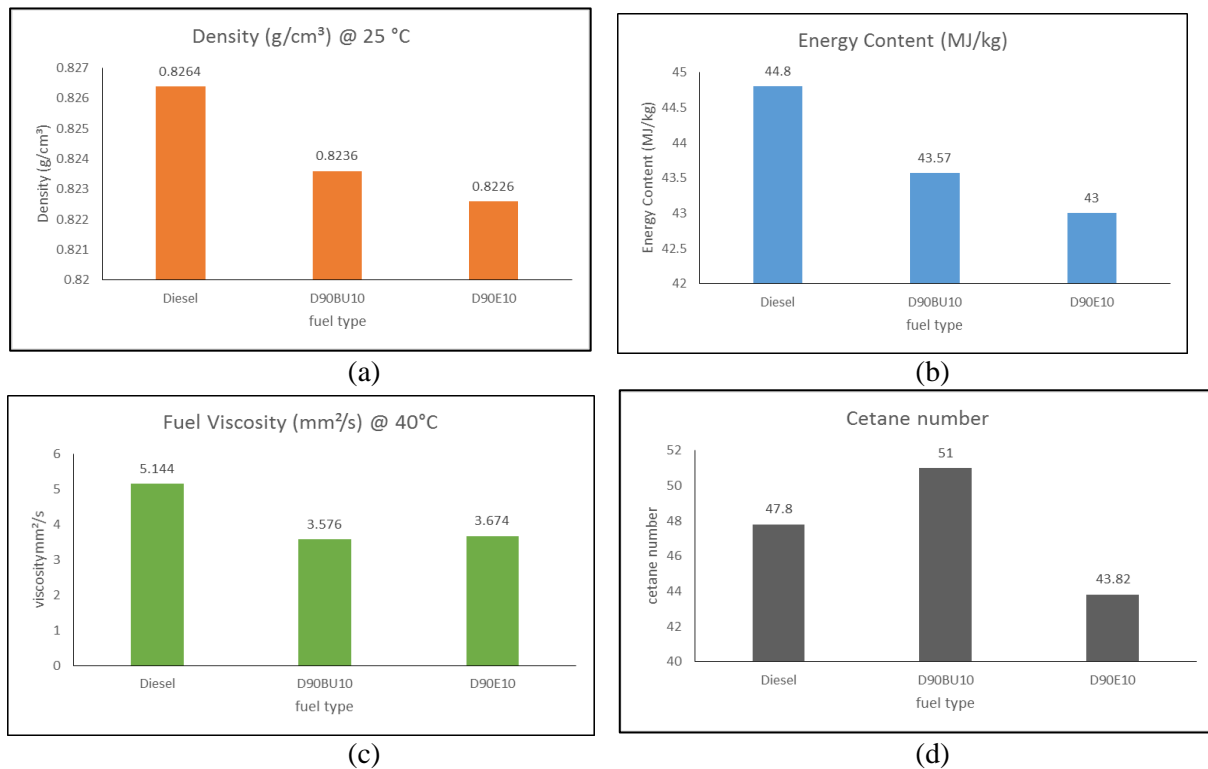 Density (g/cm³) @ 25 °C
Density (g/cm³)
0.827
0.826
0.825
0.824
0.823
0.822
0.821
0.82
0.8264
0.8236
0.8226
Diesel D90BU10 D90E10
fuel type
(a)
Energy Content (MJ/kg)
Energy Content (MJ/kg)
45
44.5
44
43.5
43
42.5
42
44.8
43.57
43
Diesel D90BU10 D90E10
fuel type
(b)
Fuel Viscosity (mm²/s) @ 40°C
viscositymm²/s
6
5
4
3
2
1
0
5.144
3.576
3.674
Diesel D90BU10 D90E10
fuel type
(c)
Cetane number
cetane number
52
50
48
46
44
42
40
47.8
51
43.82
Diesel D90BU10 D90E10
fuel type
(d)